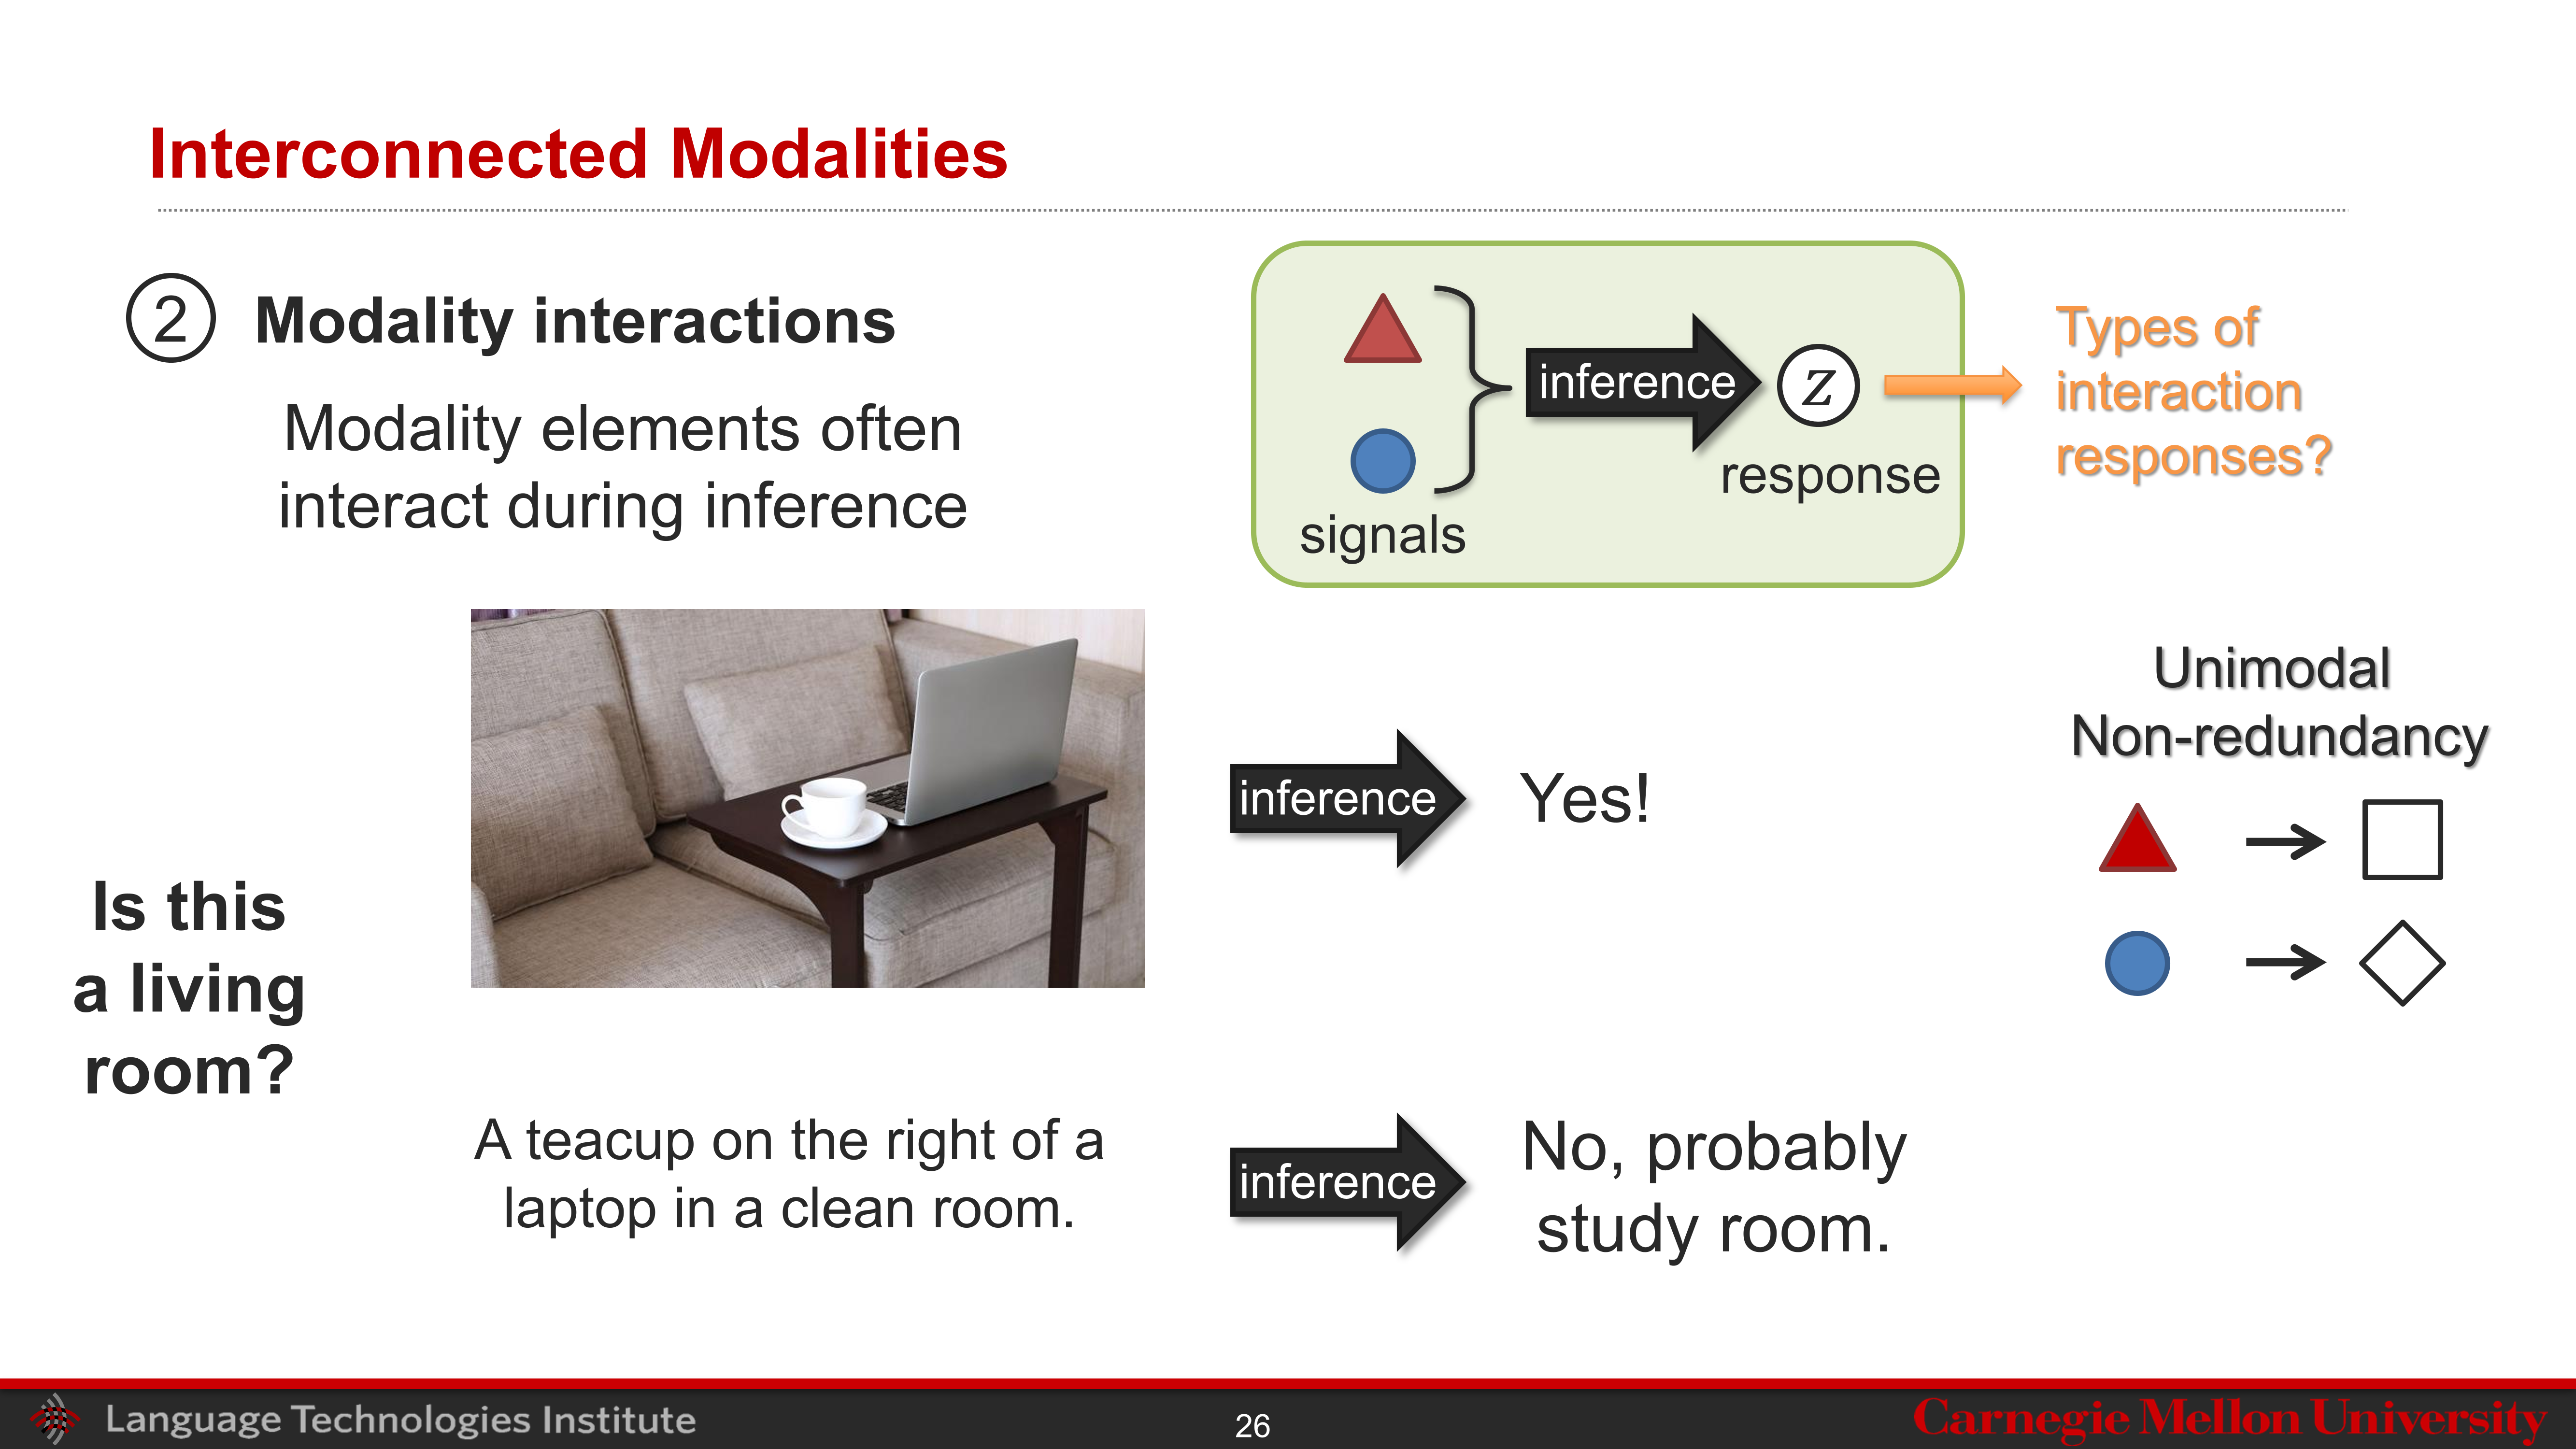 Interconnected Modalities
2 Modality interactions
Modality elements often
interact during inference
signals
inference
z
response
Types of
interaction
responses?
Is this
a living
room?
inference
Yes!
A teacup on the right of a
laptop in a clean room.
inference
No, probably
study room.
Unimodal
Non-redundancy
Language Technologies Institute
26
Carnegie Mellon University